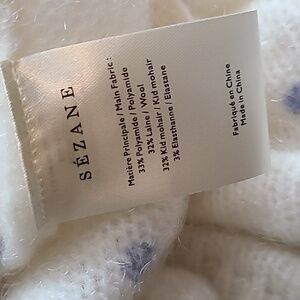 SÉZANE
Matière Principale / Main Fabric :
33% Polyamide / Polyamide
32% Laine / Wool
32% Kid mohair / Kid mohair
3% Elasthanne / Elastane
Fabriqué en Chine
Made in China